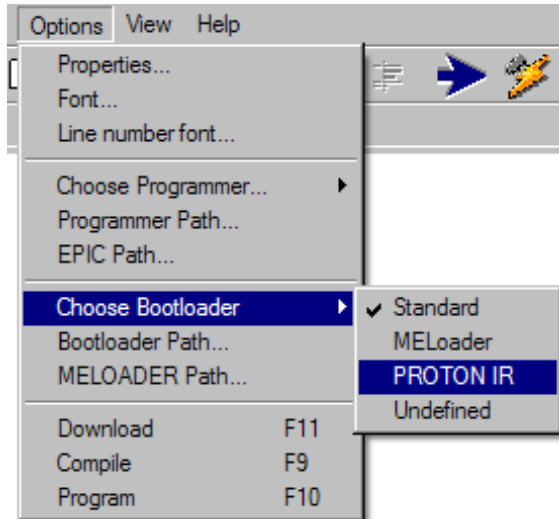 Options View Help
Properties...
Font...
Line number font...
Choose Programmer...
Programmer Path...
EPIC Path...
Choose Bootloader
Bootloader Path...
MELOADER Path...
Download F11
Compile F9
Program F10
Standard
MELoader
PROTON IR
Undefined